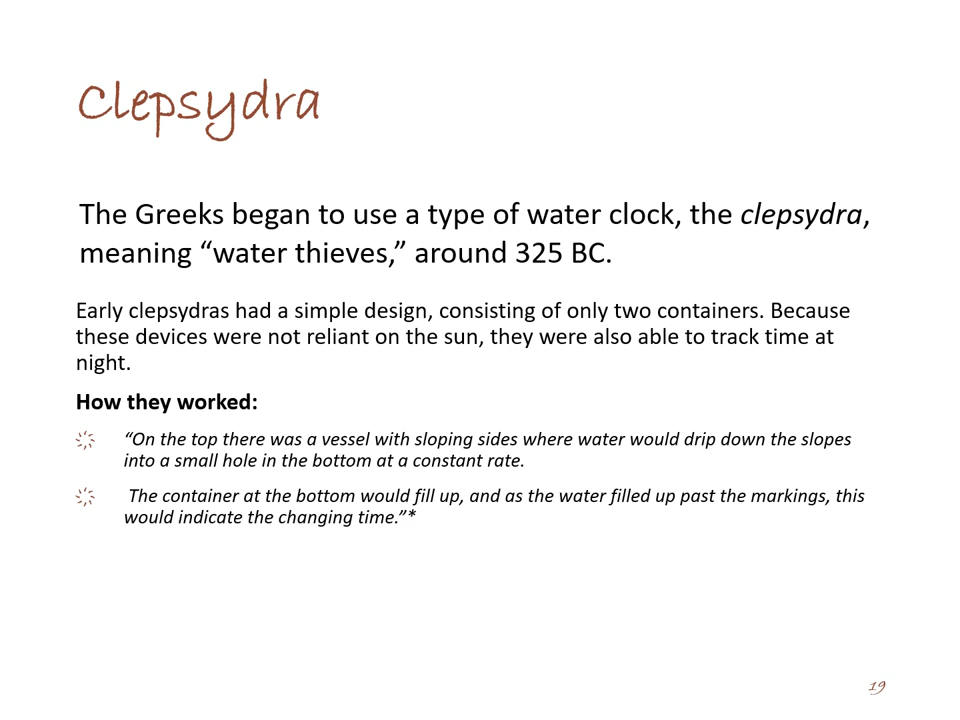 Clepsydra
The Greeks began to use a type of water clock, the clepsydra,
meaning “water thieves,” around 325 BC.
Early clepsydras had a simple design, consisting of only two containers. Because
these devices were not reliant on the sun, they were also able to track time at
night.
How they worked:
“On the top there was a vessel with sloping sides where water would drip down the slopes
into a small hole in the bottom at a constant rate.
The container at the bottom would fill up, and as the water filled up past the markings, this
would indicate the changing time.”*
19